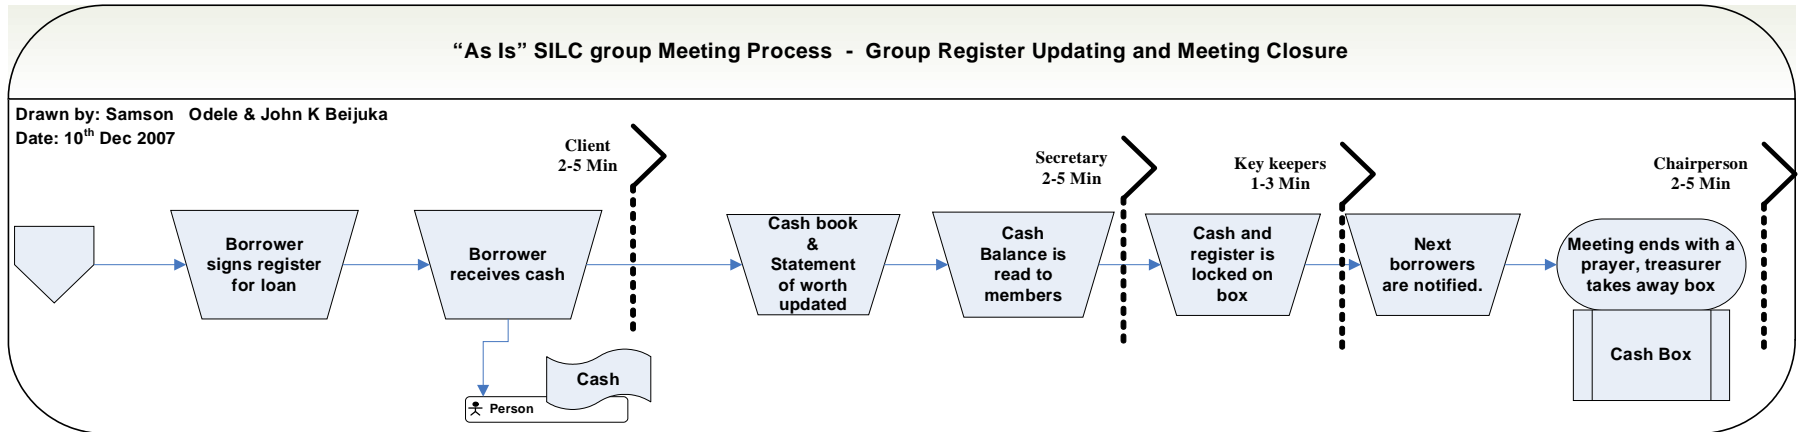 “As Is” SILC group Meeting Process - Group Register Updating and Meeting Closure
Drawn by: Samson Odele & John K Beijuka
Date: 10th Dec 2007
Client
2-5 Min
Secretary
2-5 Min
Key keepers
1-3 Min
Chairperson
2-5 Min
Borrower
signs register
for loan
Borrower
receives cash
Cash book
&
Statement
of worth
updated
Cash
Balance is
read to
members
Cash and
register is
locked on
box
Next
borrowers
are notified.
Meeting ends with a
prayer, treasurer
takes away box
Cash
Person
Cash Box